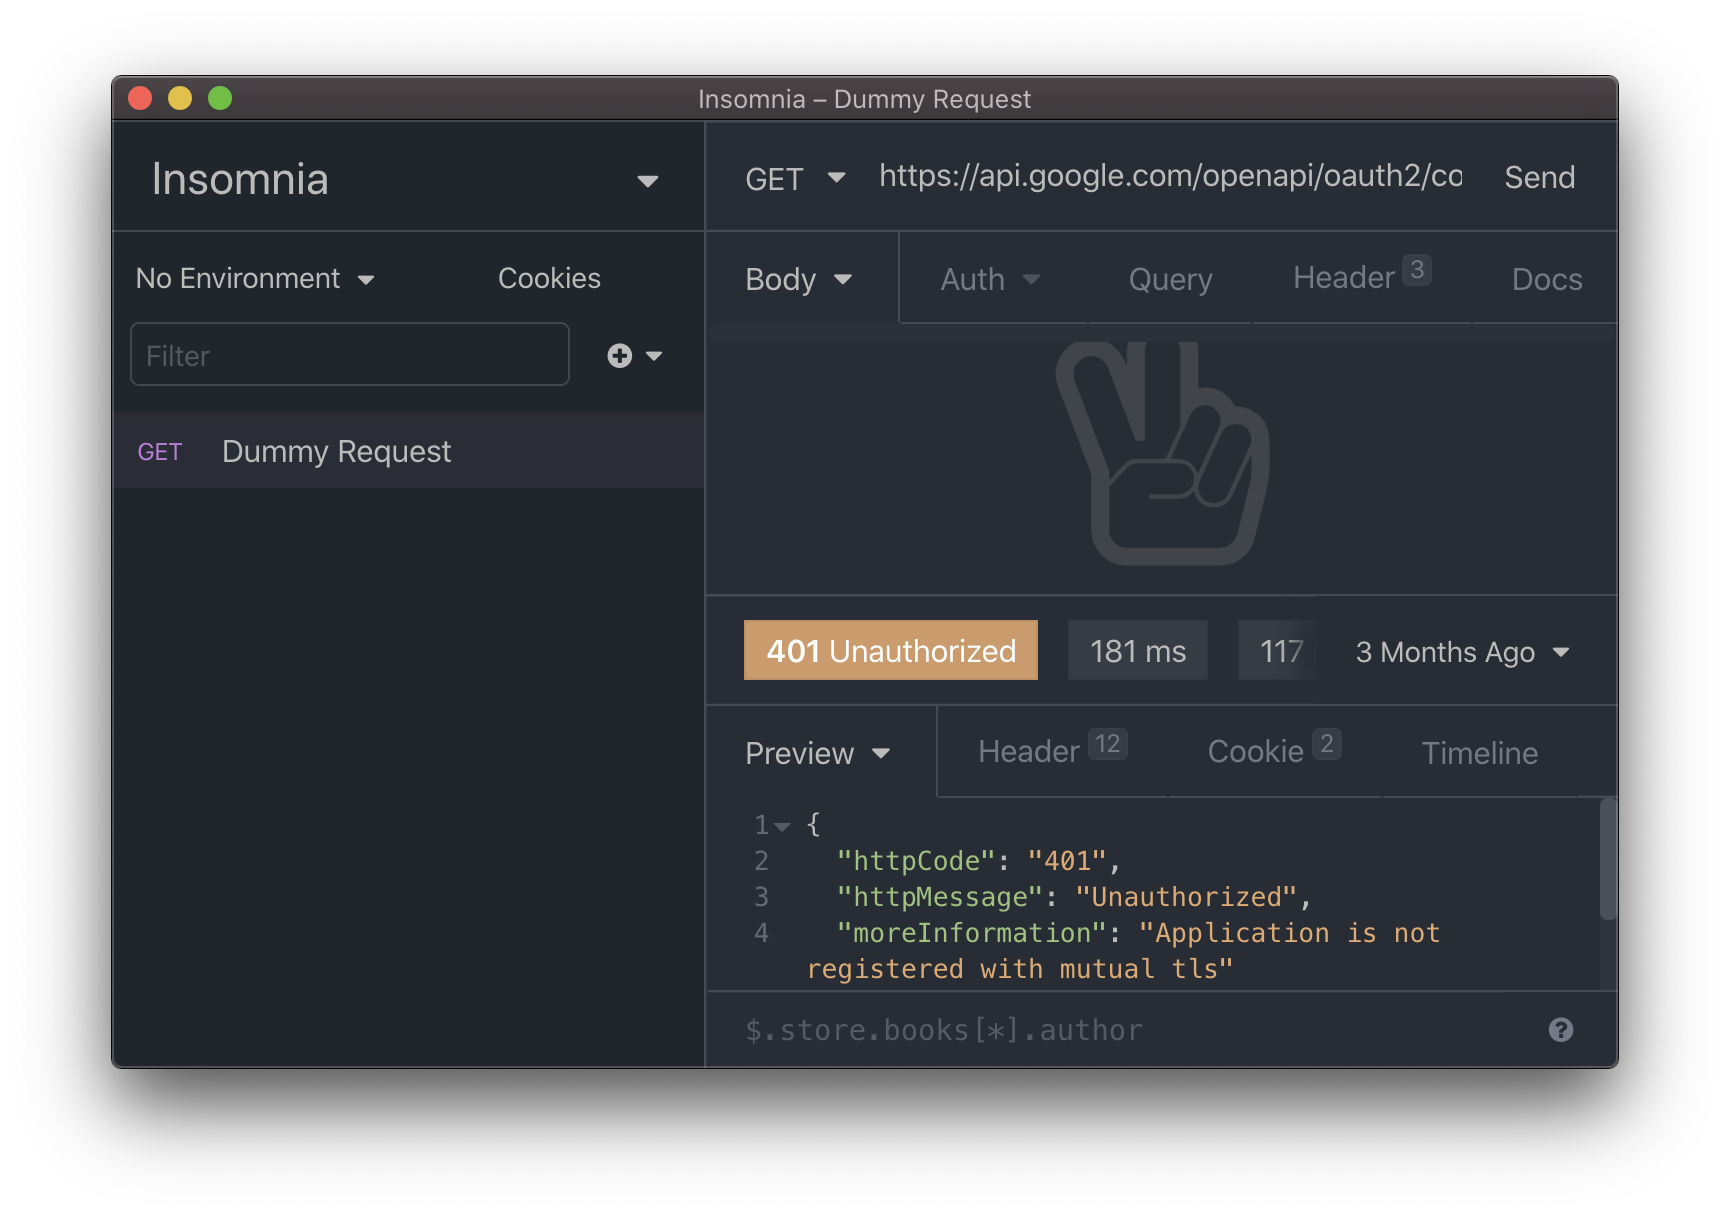 Insomnia – Dummy Request
Insomnia
GET https://api.google.com/openapi/oauth2/co Send
No Environment Cookies
Body Auth Query Header 3 Docs
Filter
GET Dummy Request
401 Unauthorized 181 ms 117 3 Months Ago
Preview Header 12 Cookie 2 Timeline
1 {
2 "httpCode": "401",
3 "httpMessage": "Unauthorized",
4 "moreInformation": "Application is not
registered with mutual tls"
$.store.books[*].author